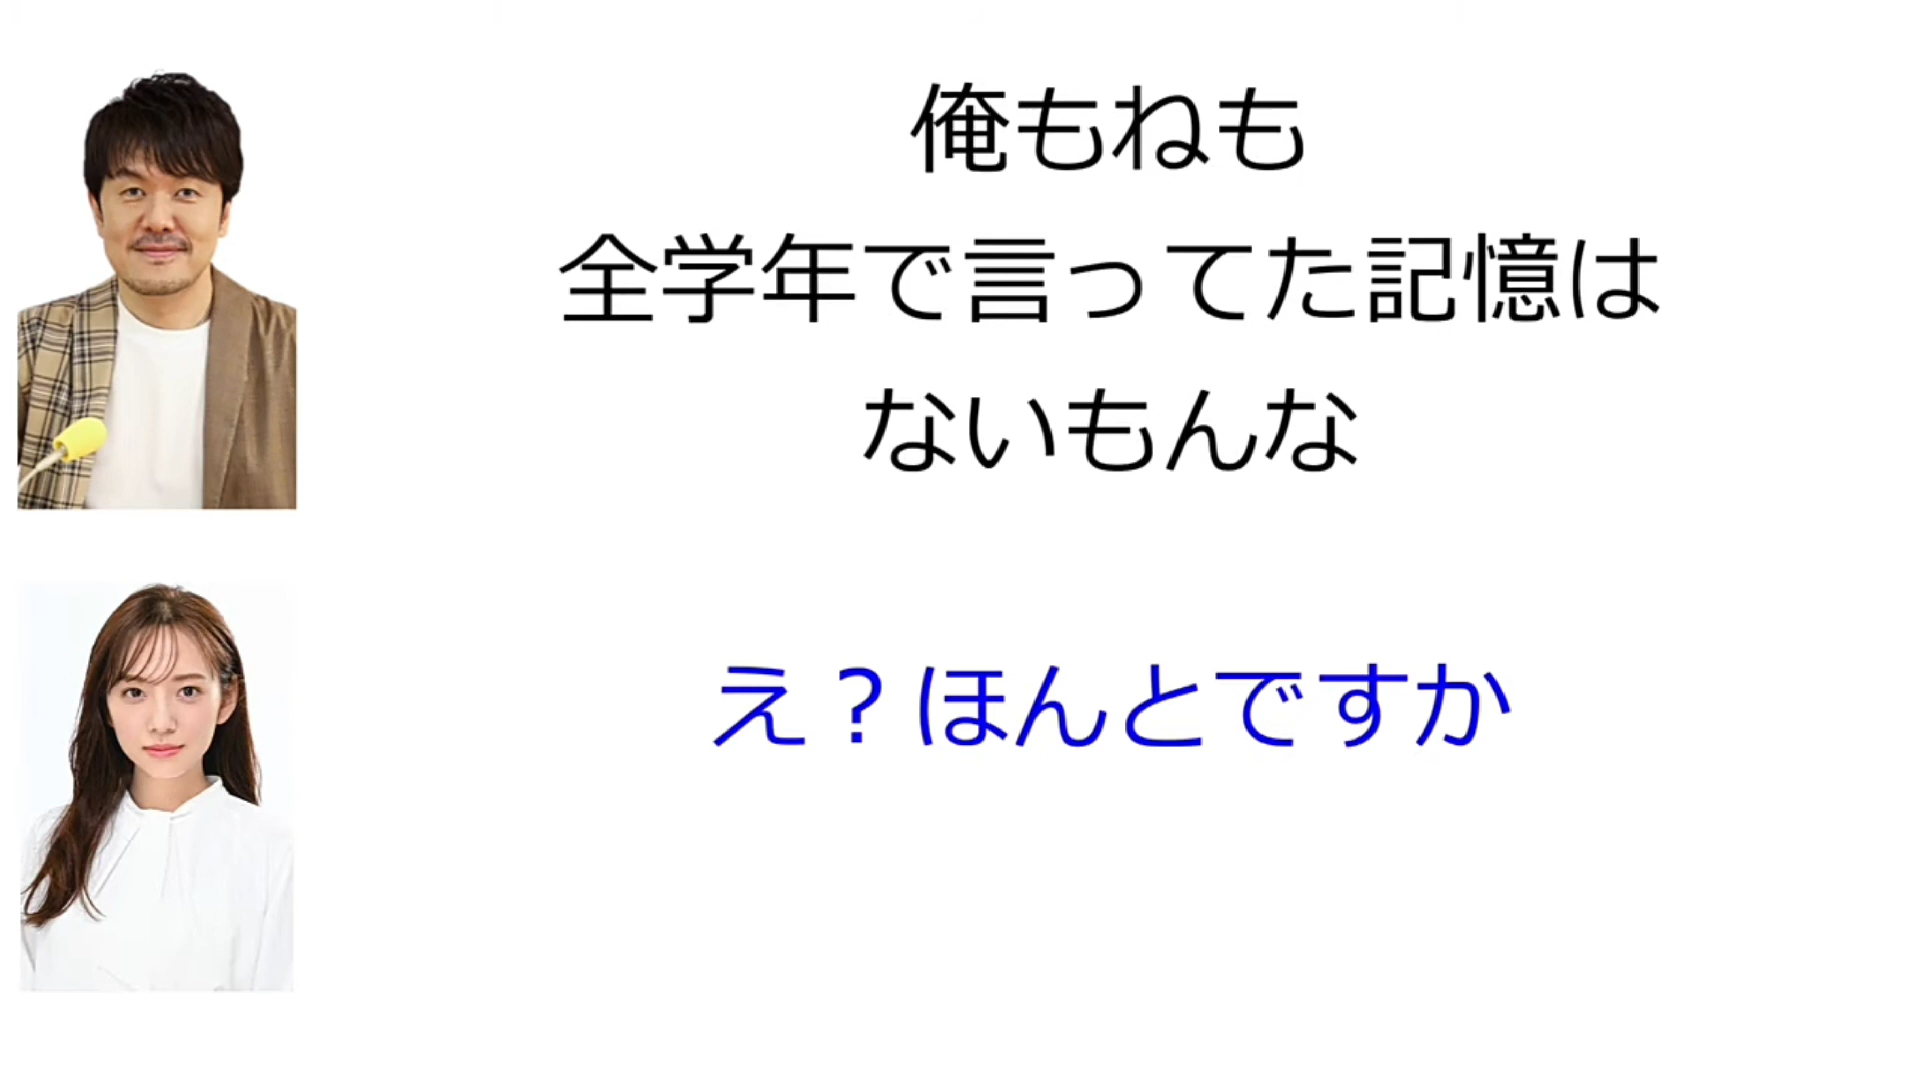 俺もねも
全学年で言ってた記憶は
ないもんな
え？ほんとですか